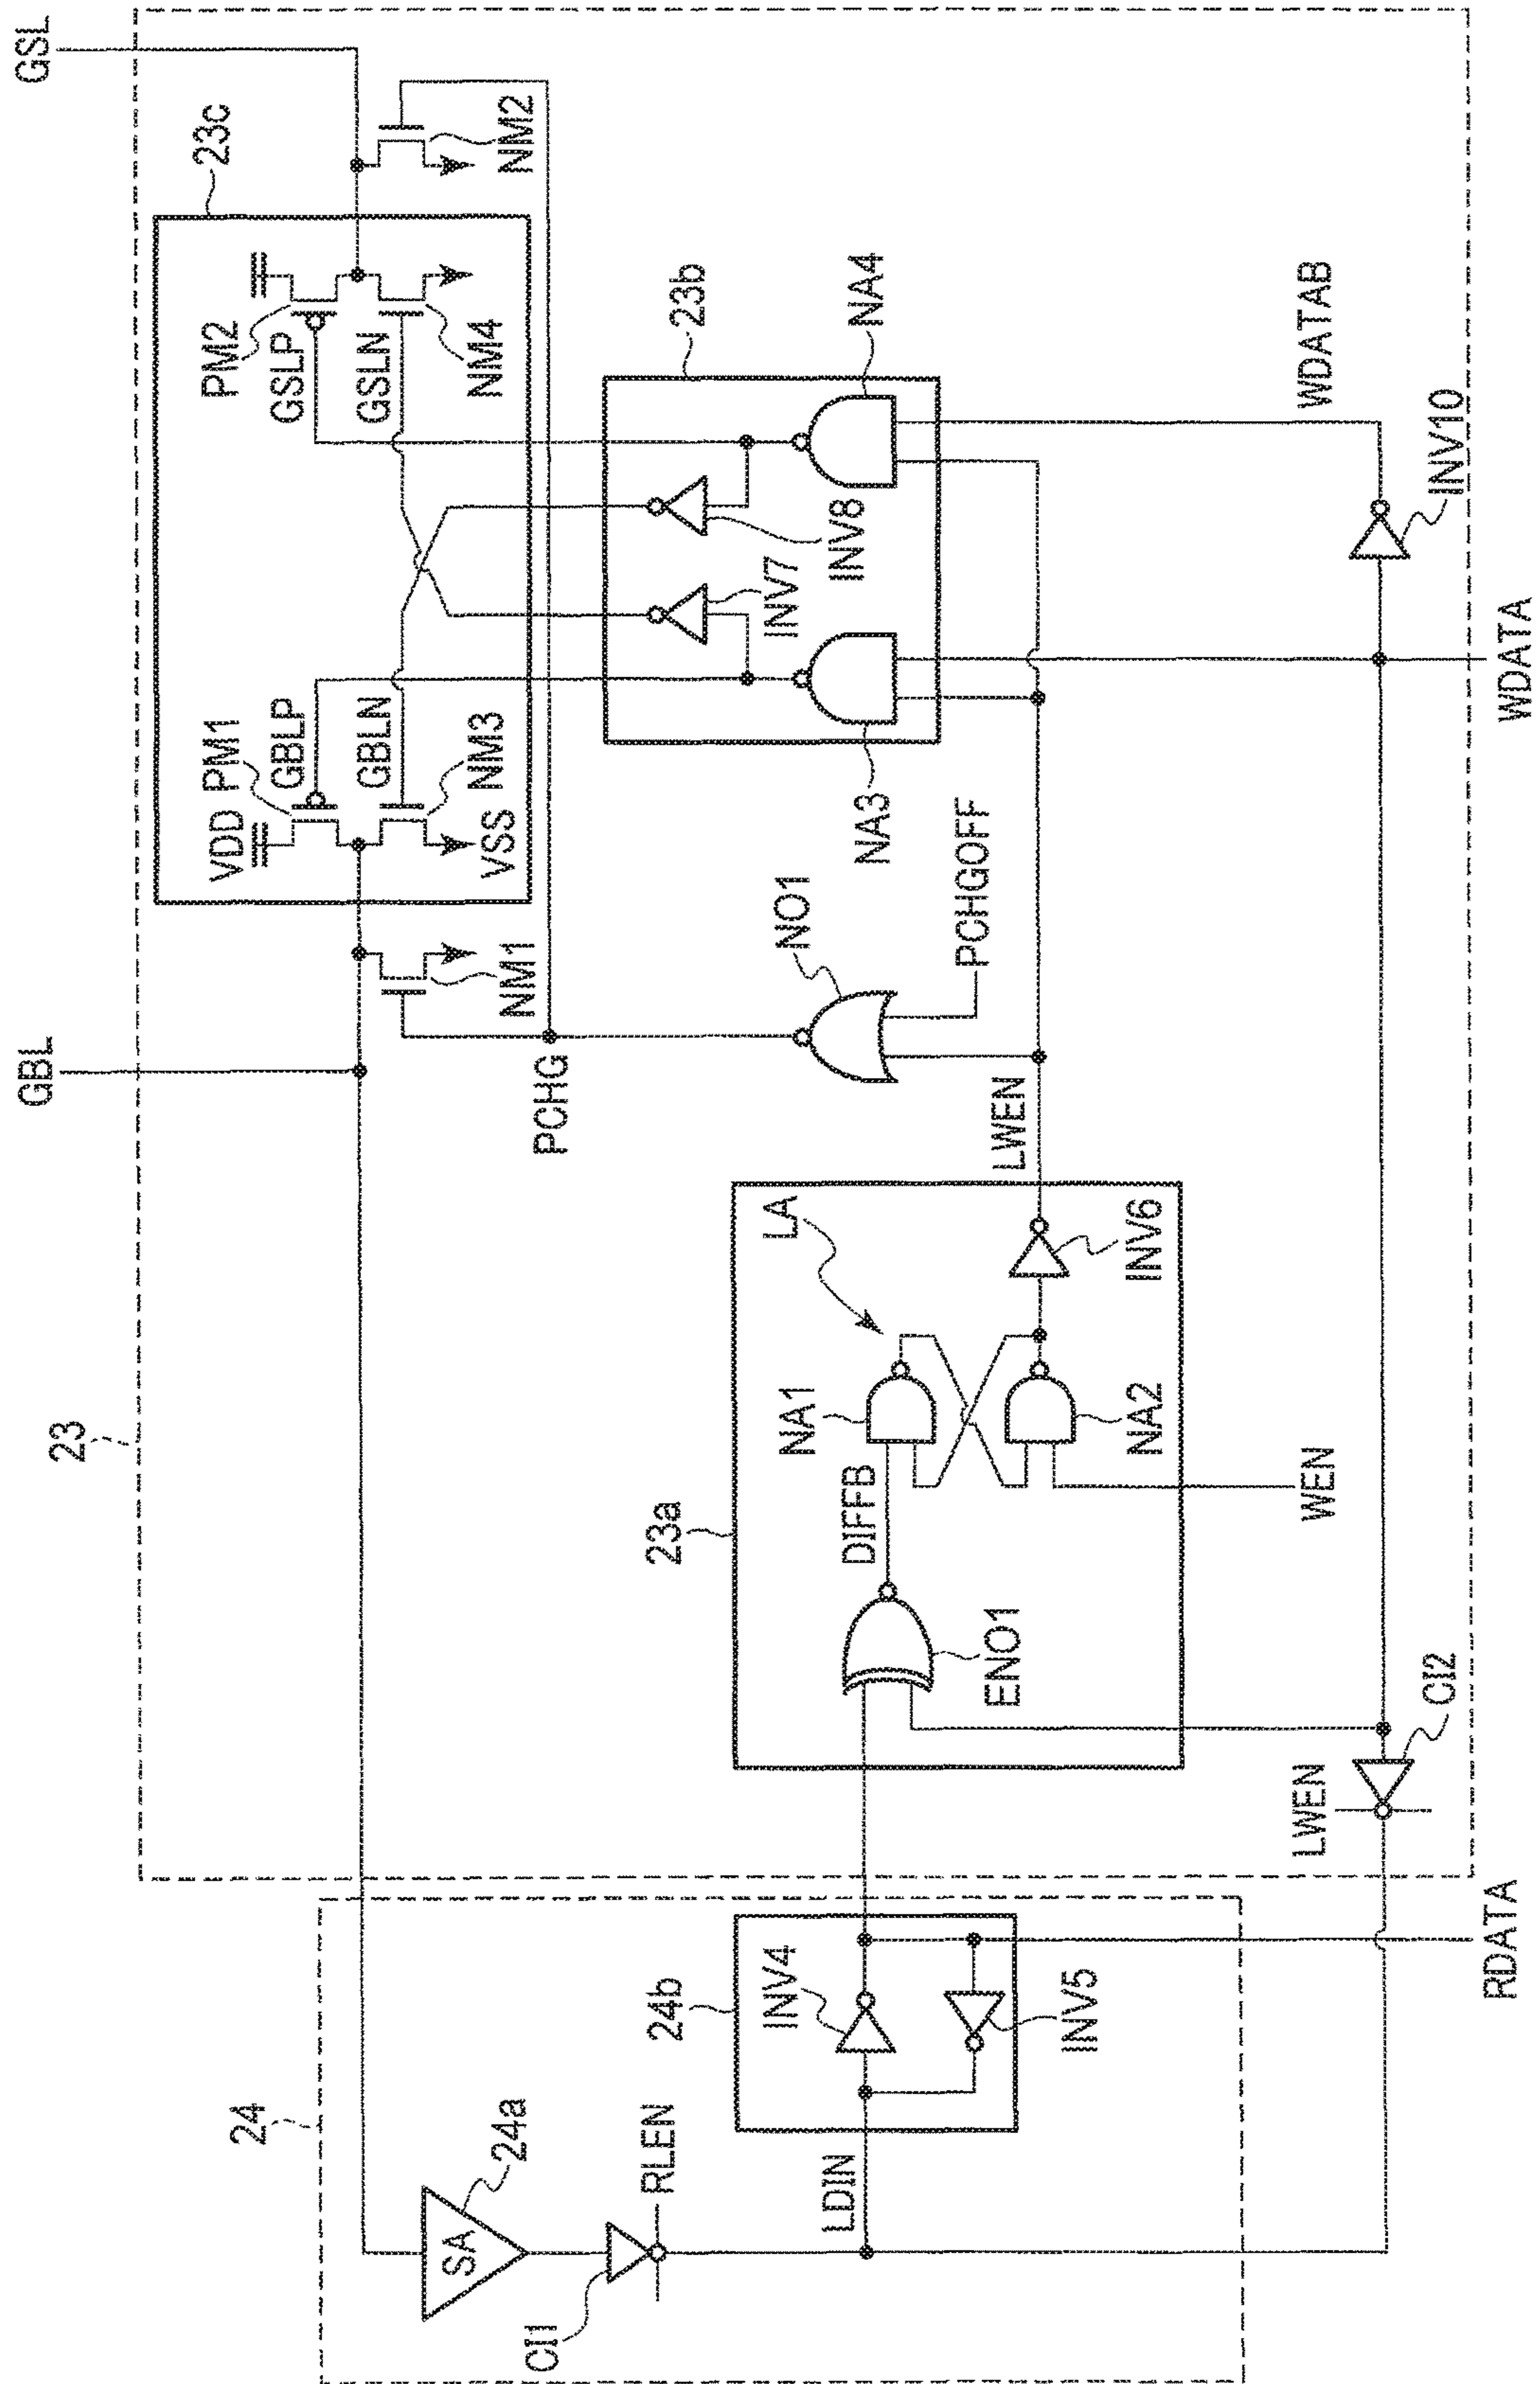 23
GBL
GSL
23c
VDD
PM1
GBLP
GBLN
NM3
VSS
PM2
GSLP
GSLN
NM4
NM1
NM2
PCHG
23b
INV7
INV8
NA3
NA4
NO1
PCHGOFF
LWEN
23a
LA
NA1
DIFFB
ENO1
NA2
INV6
WEN
WDATAB
INV10
WDATA
LWEN
CI2
24
SA
24a
CI1
RLEN
LDIN
24b
INV4
INV5
RDATA